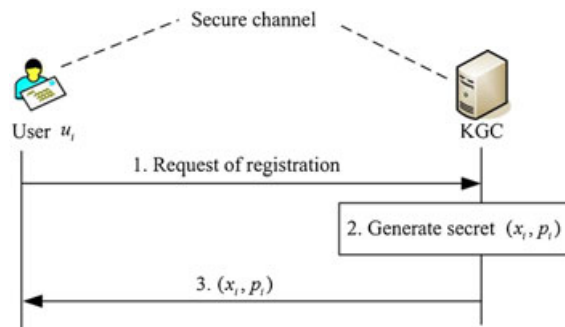 Secure channel
User u_i
KGC
1. Request of registration
2. Generate secret (x_i, p_i)
3. (x_i, p_i)